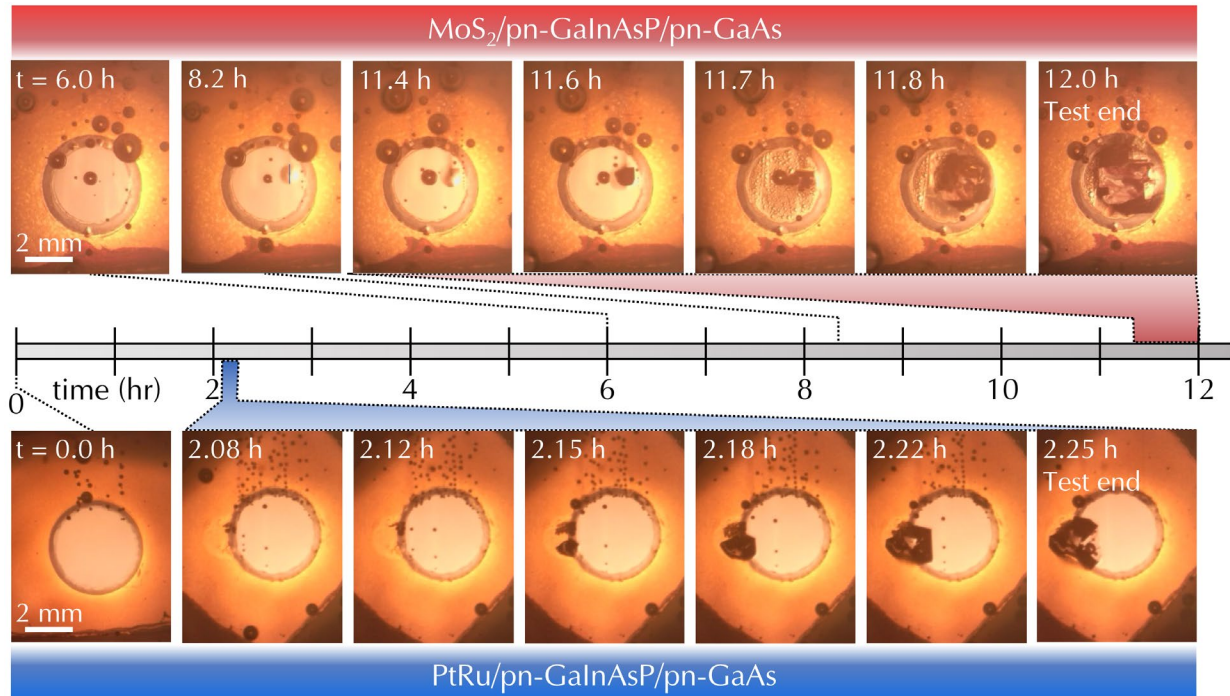 MoS₂/pn-GaInAsP/pn-GaAs
t = 6.0 h
8.2 h
11.4 h
11.6 h
11.7 h
11.8 h
12.0 h
Test end
2 mm
0
time (hr)
2
4
6
8
10
12
t = 0.0 h
2.08 h
2.12 h
2.15 h
2.18 h
2.22 h
2.25 h
Test end
2 mm
PtRu/pn-GaInAsP/pn-GaAs